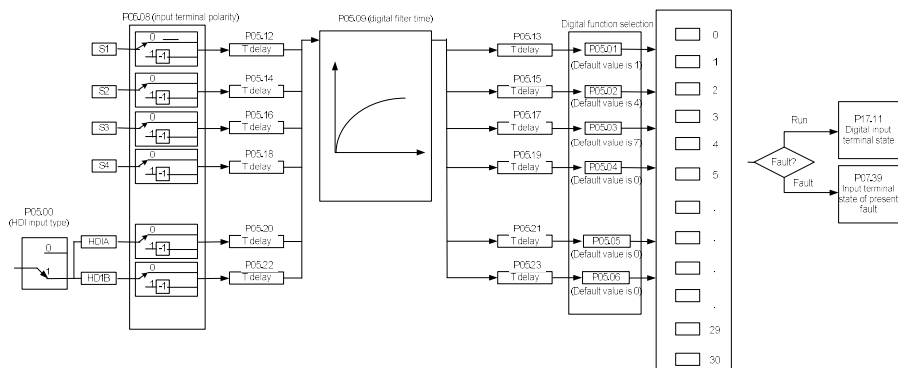 P05.08 (input terminal polarity)
P05.09 (digital filter time)
Digital function selection
S1
0
1
-1
P05.12
T delay
P05.13
T delay
P05.01
(Default value is 1)
S2
0
1
-1
P05.14
T delay
P05.15
T delay
P05.02
(Default value is 4)
S3
0
1
-1
P05.16
T delay
P05.17
T delay
P05.03
(Default value is 7)
S4
0
1
-1
P05.18
T delay
P05.19
T delay
P05.04
(Default value is 0)
P05.00
(HDI input type)
0
1
HDIA
0
1
-1
P05.20
T delay
P05.21
T delay
P05.05
(Default value is 0)
HD1B
0
1
-1
P05.22
T delay
P05.23
T delay
P05.06
(Default value is 0)
0
1
2
3
4
5
.
.
.
.
29
30
Fault?
Run
Fault
P17.11
Digital input
terminal state
P07.39
Input terminal
state of present
fault